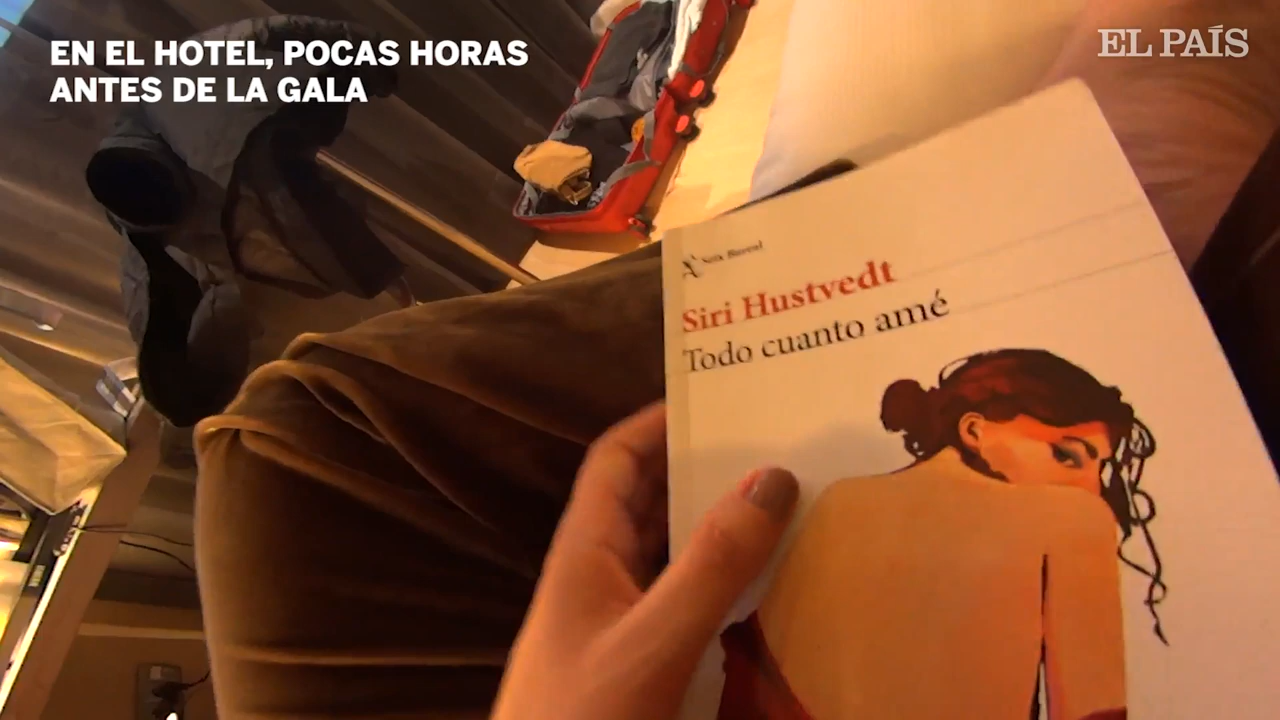 EN EL HOTEL, POCAS HORAS
ANTES DE LA GALA
EL PAÍS
Seix Barral
Siri Hustvedt
Todo cuanto amé